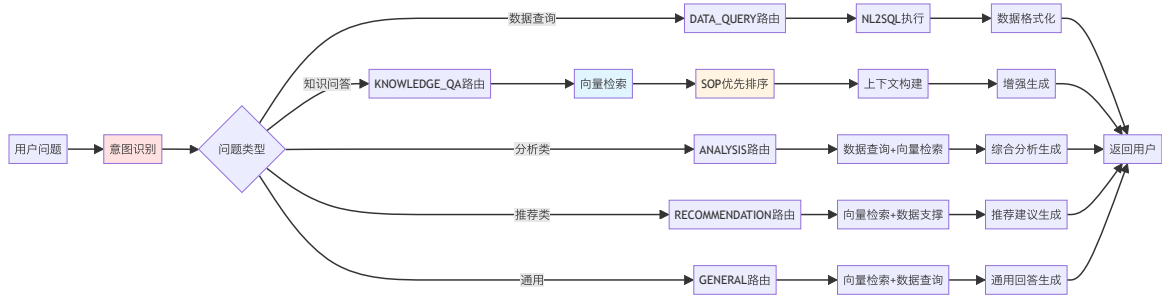 用户问题
意图识别
问题类型
数据查询
DATA_QUERY路由
NL2SQL执行
数据格式化
知识问答
KNOWLEDGE_QA路由
向量检索
SOP优先排序
上下文构建
增强生成
分析类
ANALYSIS路由
数据查询+向量检索
综合分析生成
返回用户
推荐类
RECOMMENDATION路由
向量检索+数据支撑
推荐建议生成
通用
GENERAL路由
向量检索+数据查询
通用回答生成